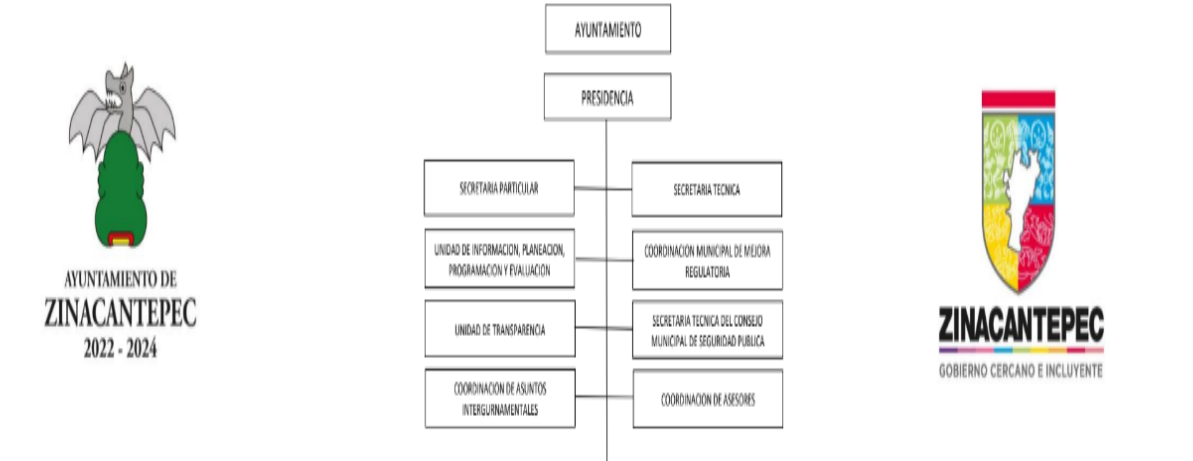 AYUNTAMIENTO
PRESIDENCIA
SECRETARIA PARTICULAR
SECRETARIA TECNICA
UNIDAD DE INFORMACION, PLANEACION,
PROGRAMACION Y EVALUACION
COORDINACION MUNICIPAL DE MEJORA
REGULATORIA
UNIDAD DE TRANSPARENCIA
SECRETARIA TECNICA DEL CONSEJO
MUNICIPAL DE SEGURIDAD PUBLICA
COORDINACION DE ASUNTOS
INTERGURNAMENTALES
COORDINACION DE ASESORES
AYUNTAMIENTO DE
ZINACANTEPEC
2022 - 2024
ZINACANTEPEC
GOBIERNO CERCANO E INCLUYENTE